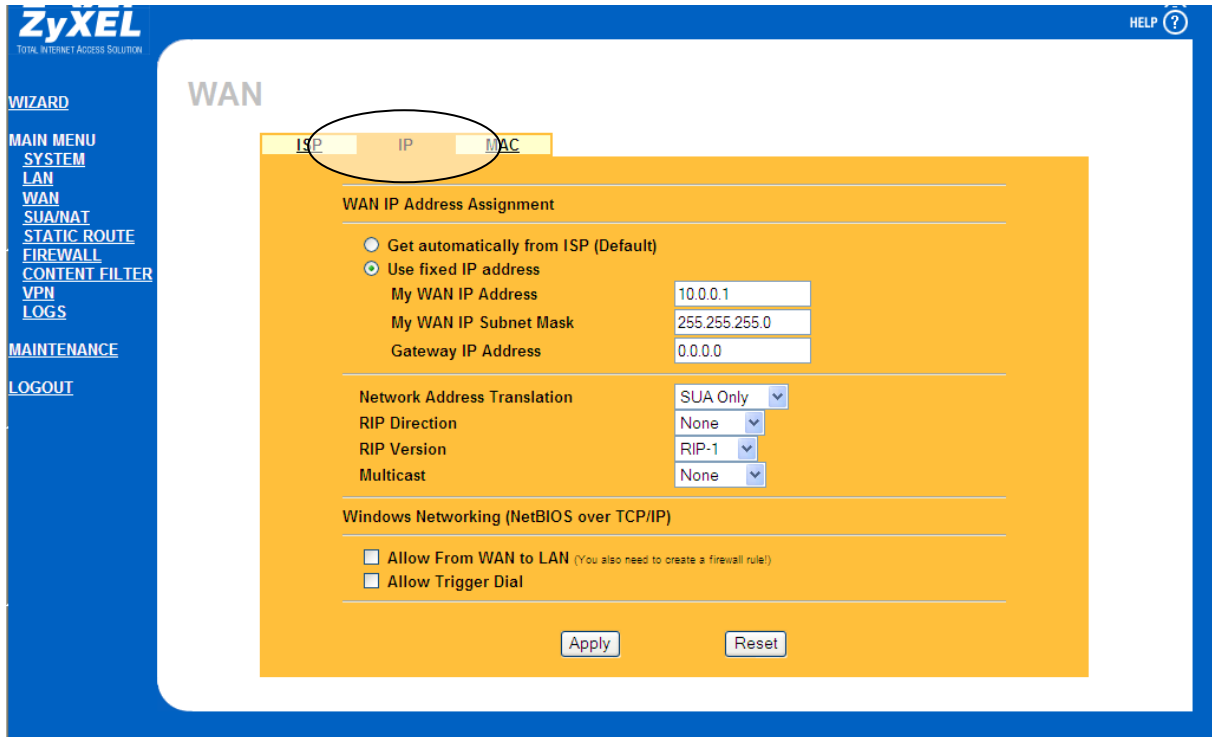 ZyXEL
TOTAL INTERNET ACCESS SOLUTION
HELP ?
WIZARD
MAIN MENU
SYSTEM
LAN
WAN
SUA/NAT
STATIC ROUTE
FIREWALL
CONTENT FILTER
VPN
LOGS
MAINTENANCE
LOGOUT
WAN
ISP IP MAC
WAN IP Address Assignment
Get automatically from ISP (Default)
Use fixed IP address
My WAN IP Address 10.0.0.1
My WAN IP Subnet Mask 255.255.255.0
Gateway IP Address 0.0.0.0
Network Address Translation SUA Only
RIP Direction None
RIP Version RIP-1
Multicast None
Windows Networking (NetBIOS over TCP/IP)
Allow From WAN to LAN (You also need to create a firewall rule!)
Allow Trigger Dial
Apply Reset